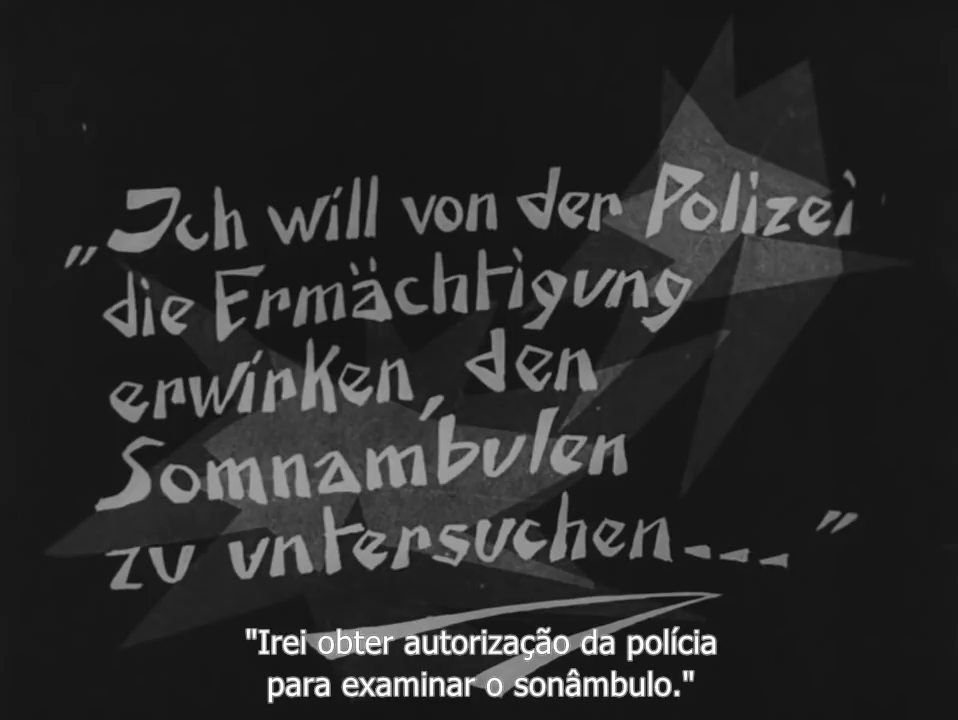 „Ich will von der Polizei
die Ermächtigung
erwirken, den
Somnambulen
zu untersuchen---"
"Irei obter autorização da polícia
para examinar o sonâmbulo."